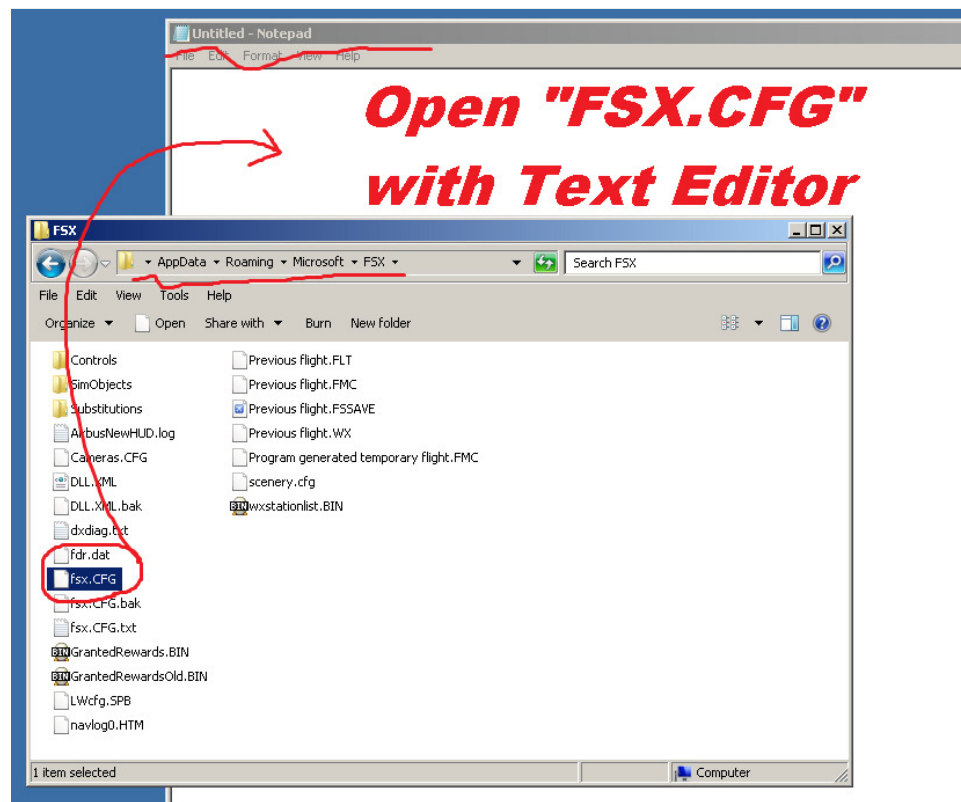 Untitled - Notepad
File Edit Format View Help
Open "FSX.CFG"
with Text Editor
FSX
AppData Roaming Microsoft FSX
Search FSX
File Edit View Tools Help
Organize Open Share with Burn New folder
Controls
SimObjects
Substitutions
AirbusNewHUD.log
Cameras.CFG
DLL.XML
DLL.XML.bak
dxdiag.txt
fdr.dat
fsx.CFG
fsx.CFG.bak
fsx.CFG.txt
BIN GrantedRewards.BIN
BIN GrantedRewardsOld.BIN
LWcfg.SPB
navlog0.HTM
Previous flight.FLT
Previous flight.FMC
Previous flight.FSSAVE
Previous flight.WX
Program generated temporary flight.FMC
scenery.cfg
BIN wxstationlist.BIN
1 item selected
Computer